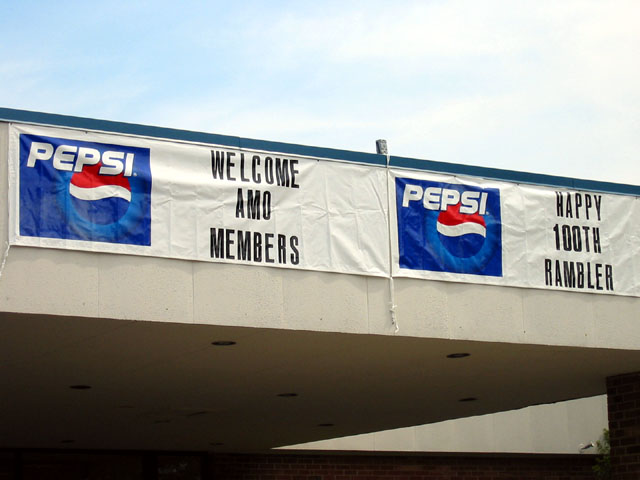 PEPSI
WELCOME
AMO
MEMBERS
PEPSI
HAPPY
100TH
RAMBLER